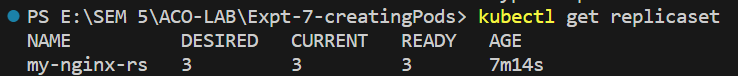 PS E:\SEM 5\ACO-LAB\Expt-7-creatingPods> kubectl get replicaset
NAME DESIRED CURRENT READY AGE
my-nginx-rs 3 3 3 7m14s